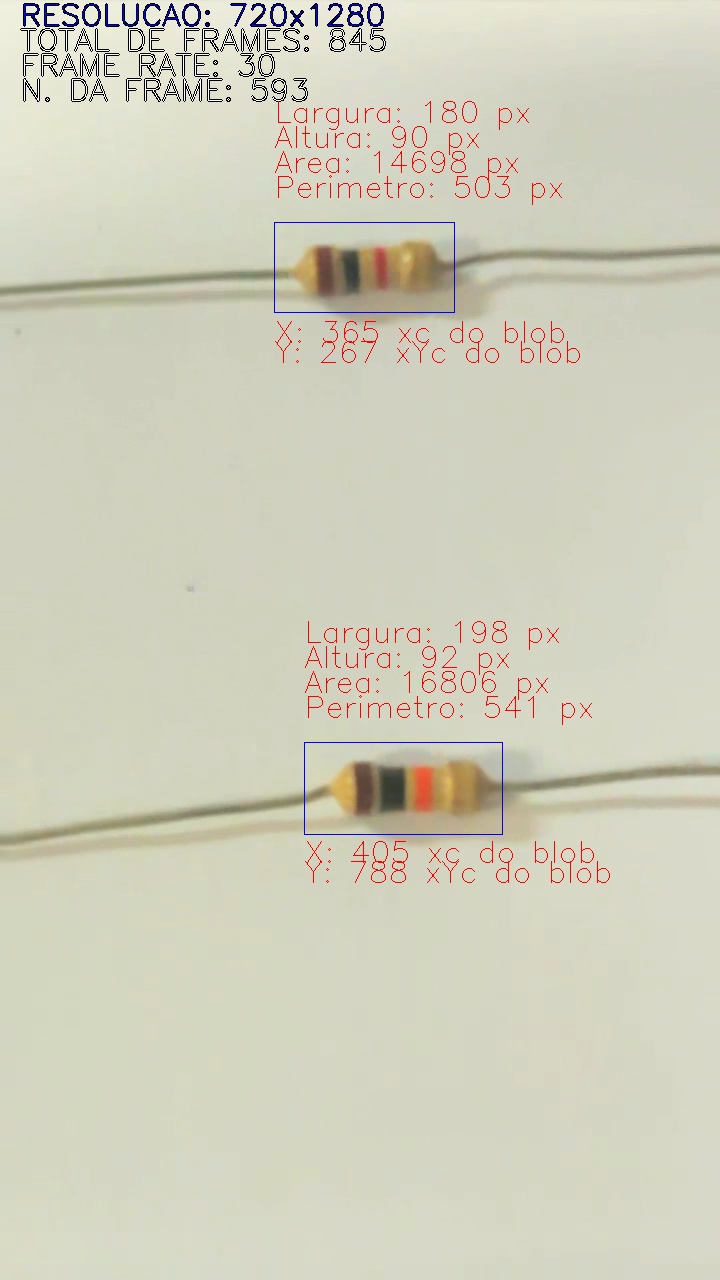 RESOLUCAO: 720x1280
TOTAL DE FRAMES: 845
FRAME RATE: 30
N. DA FRAME: 593
Largura: 180 px
Altura: 90 px
Area: 14698 px
Perimetro: 503 px
X: 365 xc do blob
Y: 267 xYc do blob
Largura: 198 px
Altura: 92 px
Area: 16806 px
Perimetro: 541 px
X: 405 xc do blob
Y: 788 xYc do blob